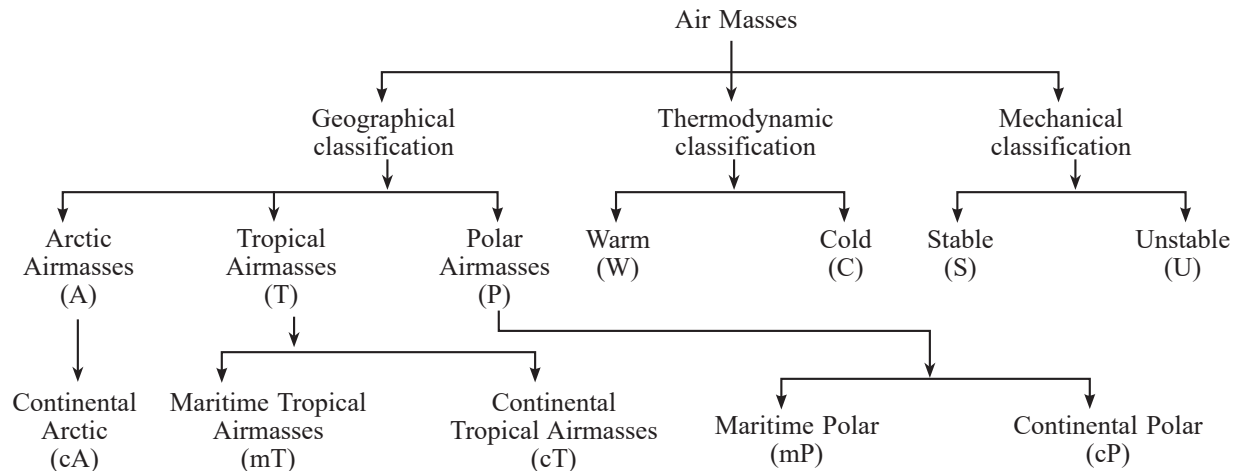 Air Masses
Geographical
classification
Thermodynamic
classification
Mechanical
classification
Arctic
Airmasses
(A)
Tropical
Airmasses
(T)
Polar
Airmasses
(P)
Warm
(W)
Cold
(C)
Stable
(S)
Unstable
(U)
Continental
Arctic
(cA)
Maritime Tropical
Airmasses
(mT)
Continental
Tropical Airmasses
(cT)
Maritime Polar
(mP)
Continental Polar
(cP)